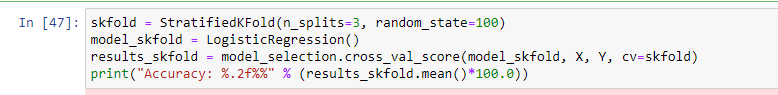 In [47]: skfold = StratifiedKFold(n_splits=3, random_state=100)
model_skfold = LogisticRegression()
results_skfold = model_selection.cross_val_score(model_skfold, X, Y, cv=skfold)
print("Accuracy: %.2f%%" % (results_skfold.mean()*100.0))